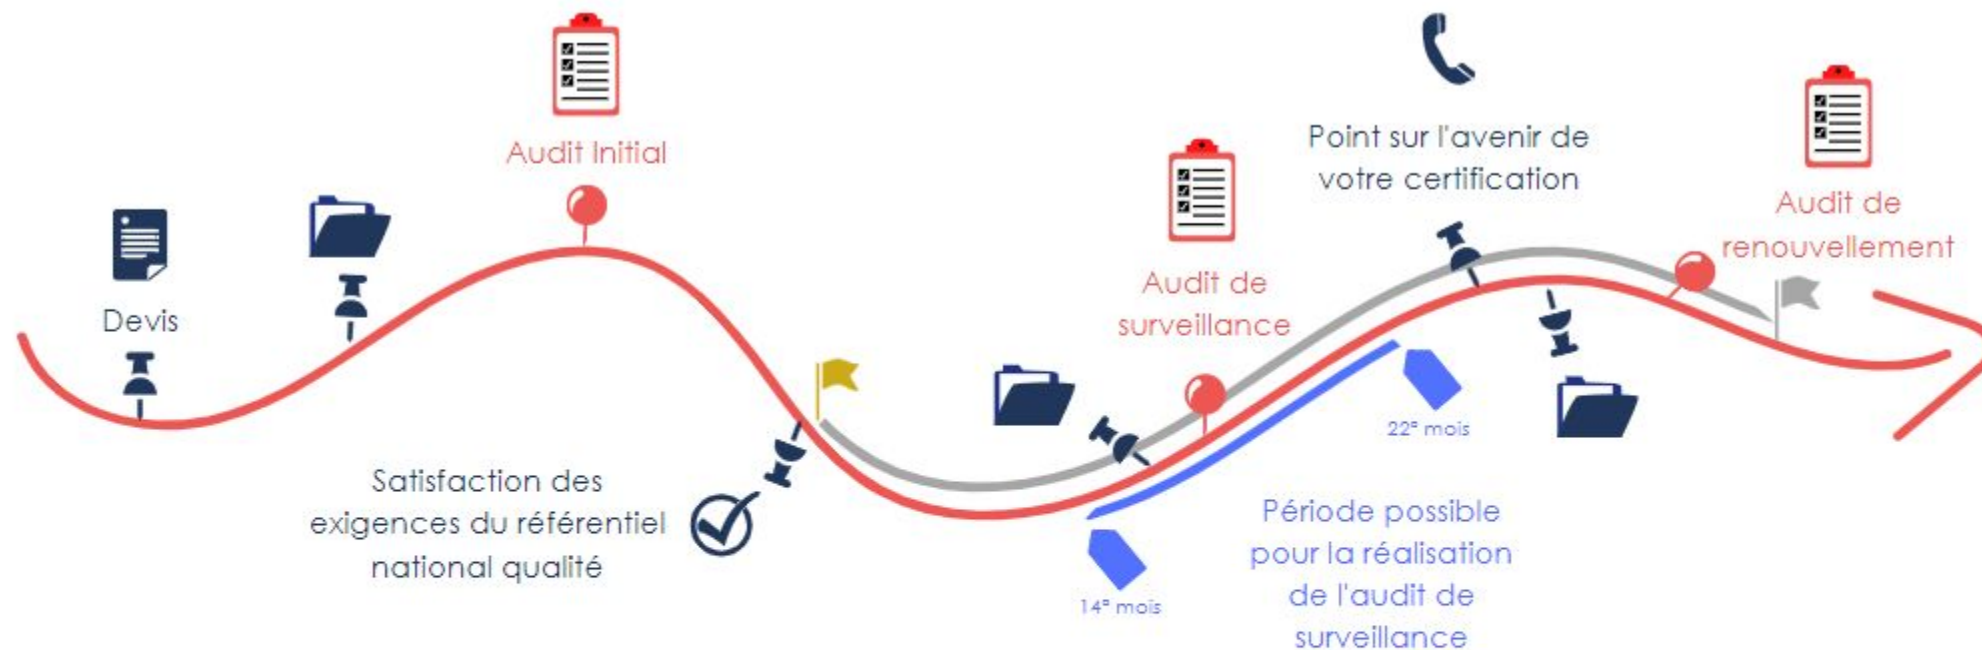 Devis
Audit Initial
Satisfaction des
exigences du référentiel
national qualité
Audit de
surveillance
14ᵉ mois
22ᵉ mois
Période possible
pour la réalisation
de l'audit de
surveillance
Point sur l'avenir de
votre certification
Audit de
renouvellement